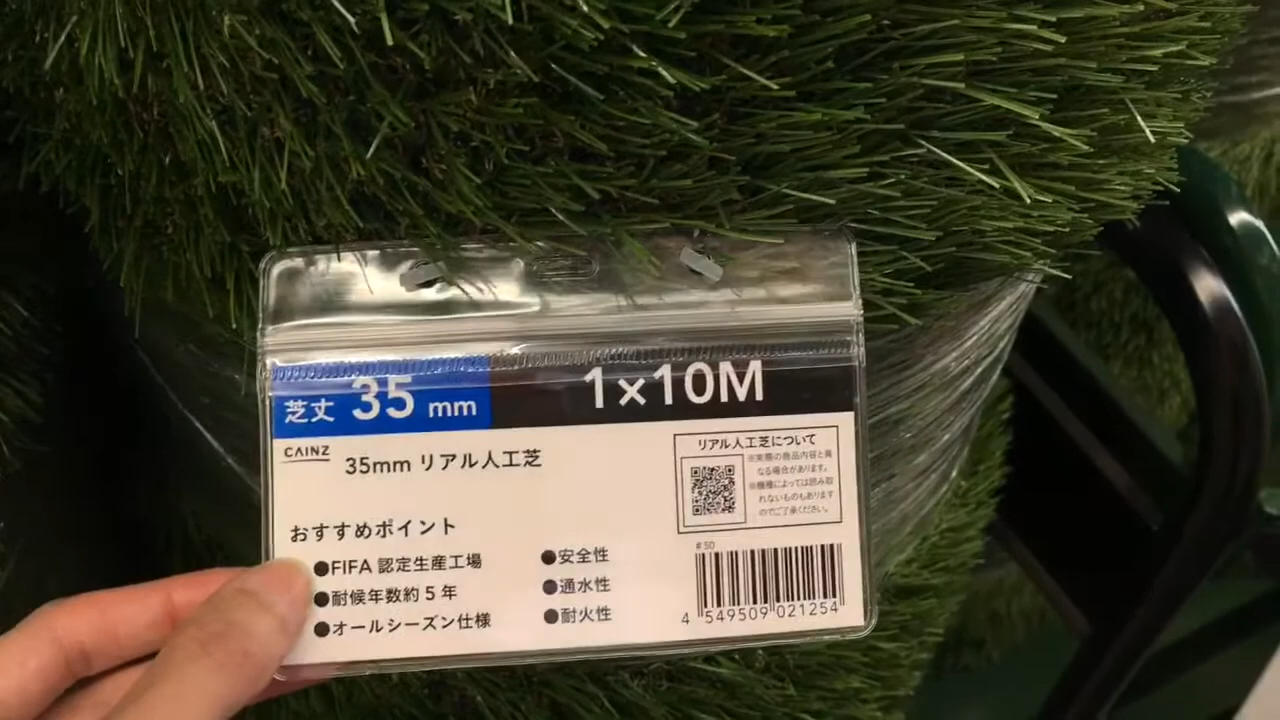 芝丈 35 mm
1×10M
CAINZ
35mm リアル人工芝
リアル人工芝について
※実際の商品内容と異
なる場合があります。
※機種によっては読み取
れないものもあります
のでご了承ください。
おすすめポイント
●FIFA 認定生産工場
●耐候年数約 5 年
●オールシーズン仕様
●安全性
●通水性
●耐火性
#50
4 549509 021254